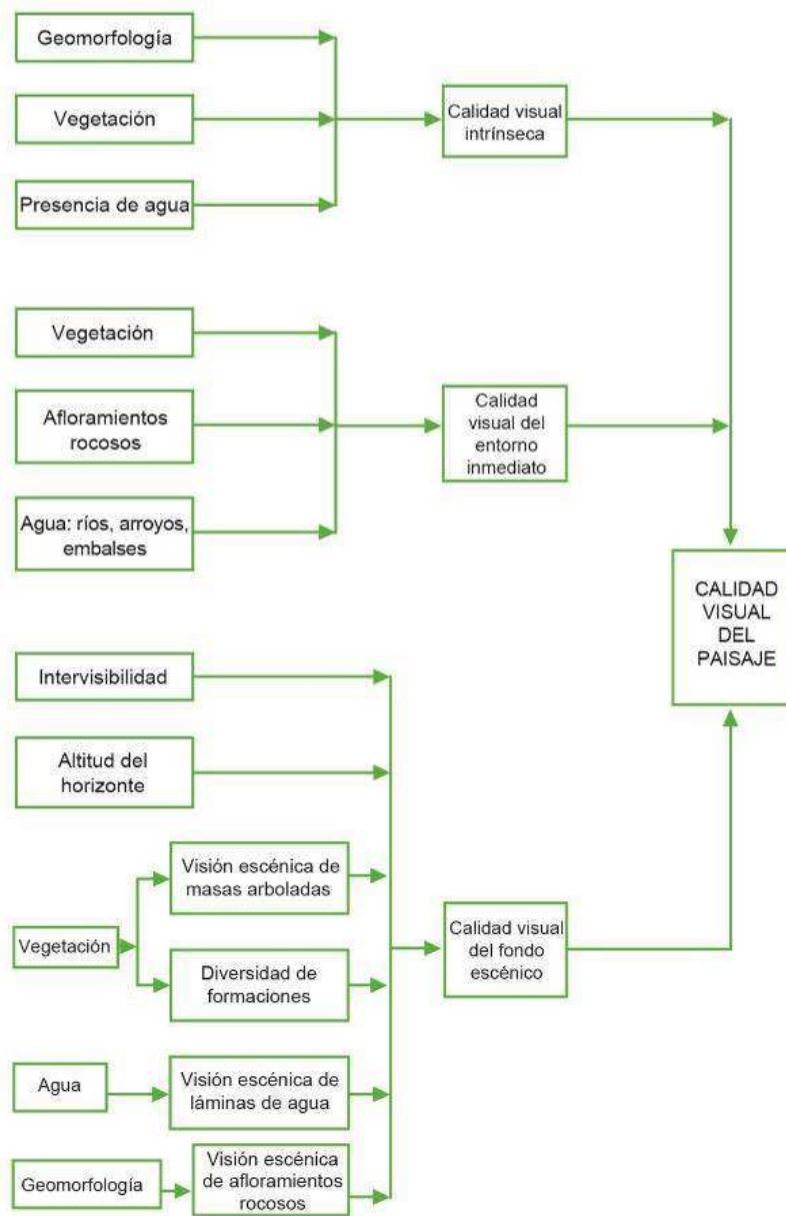 Geomorfología
Vegetación
Presencia de agua
Calidad visual
intrínseca
Vegetación
Afloramientos
rocosos
Agua: ríos, arroyos,
embalses
Calidad
visual del
entorno
inmediato
CALIDAD
VISUAL
DEL
PAISAJE
Intervisibilidad
Altitud del
horizonte
Vegetación
Visión escénica de
masas arboladas
Diversidad de
formaciones
Agua
Visión escénica de
láminas de agua
Geomorfología
Visión escénica
de afloramientos
rocosos
Calidad visual
del fondo
escénico